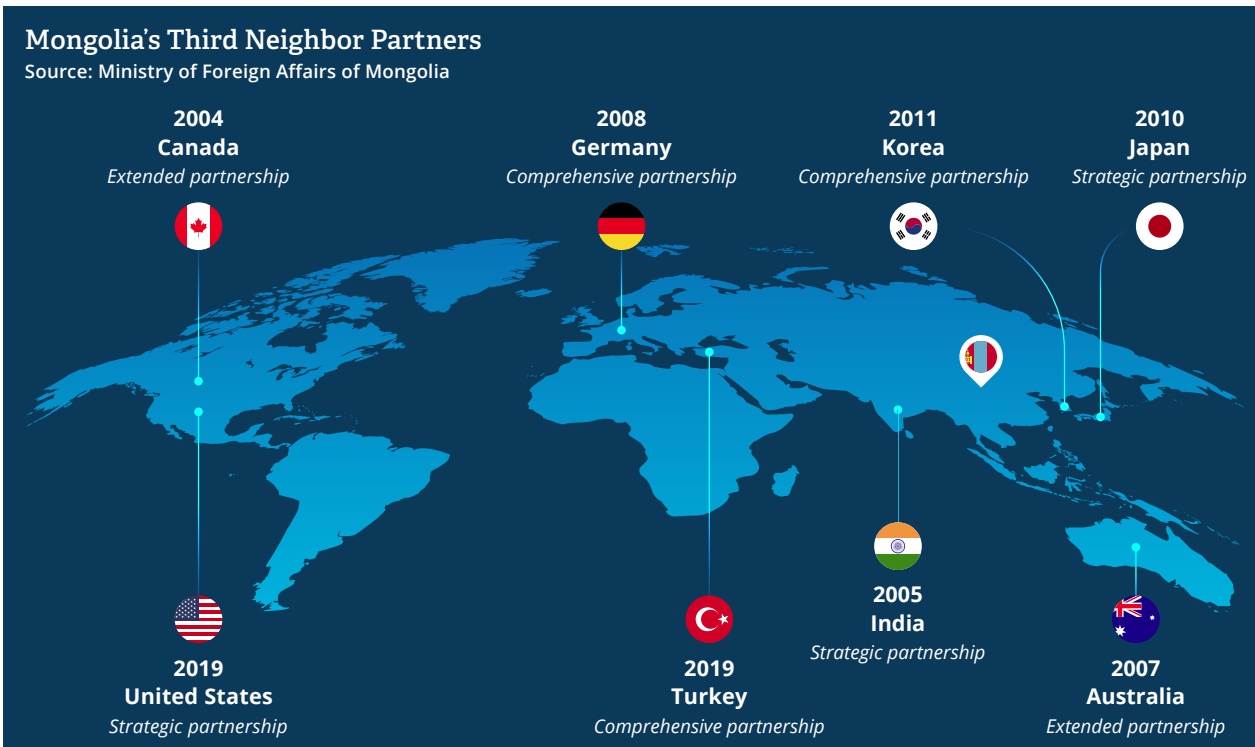 Mongolia's Third Neighbor Partners
Source: Ministry of Foreign Affairs of Mongolia
2004
Canada
Extended partnership
2008
Germany
Comprehensive partnership
2011
Korea
Comprehensive partnership
2010
Japan
Strategic partnership
2019
United States
Strategic partnership
2019
Turkey
Comprehensive partnership
2005
India
Strategic partnership
2007
Australia
Extended partnership